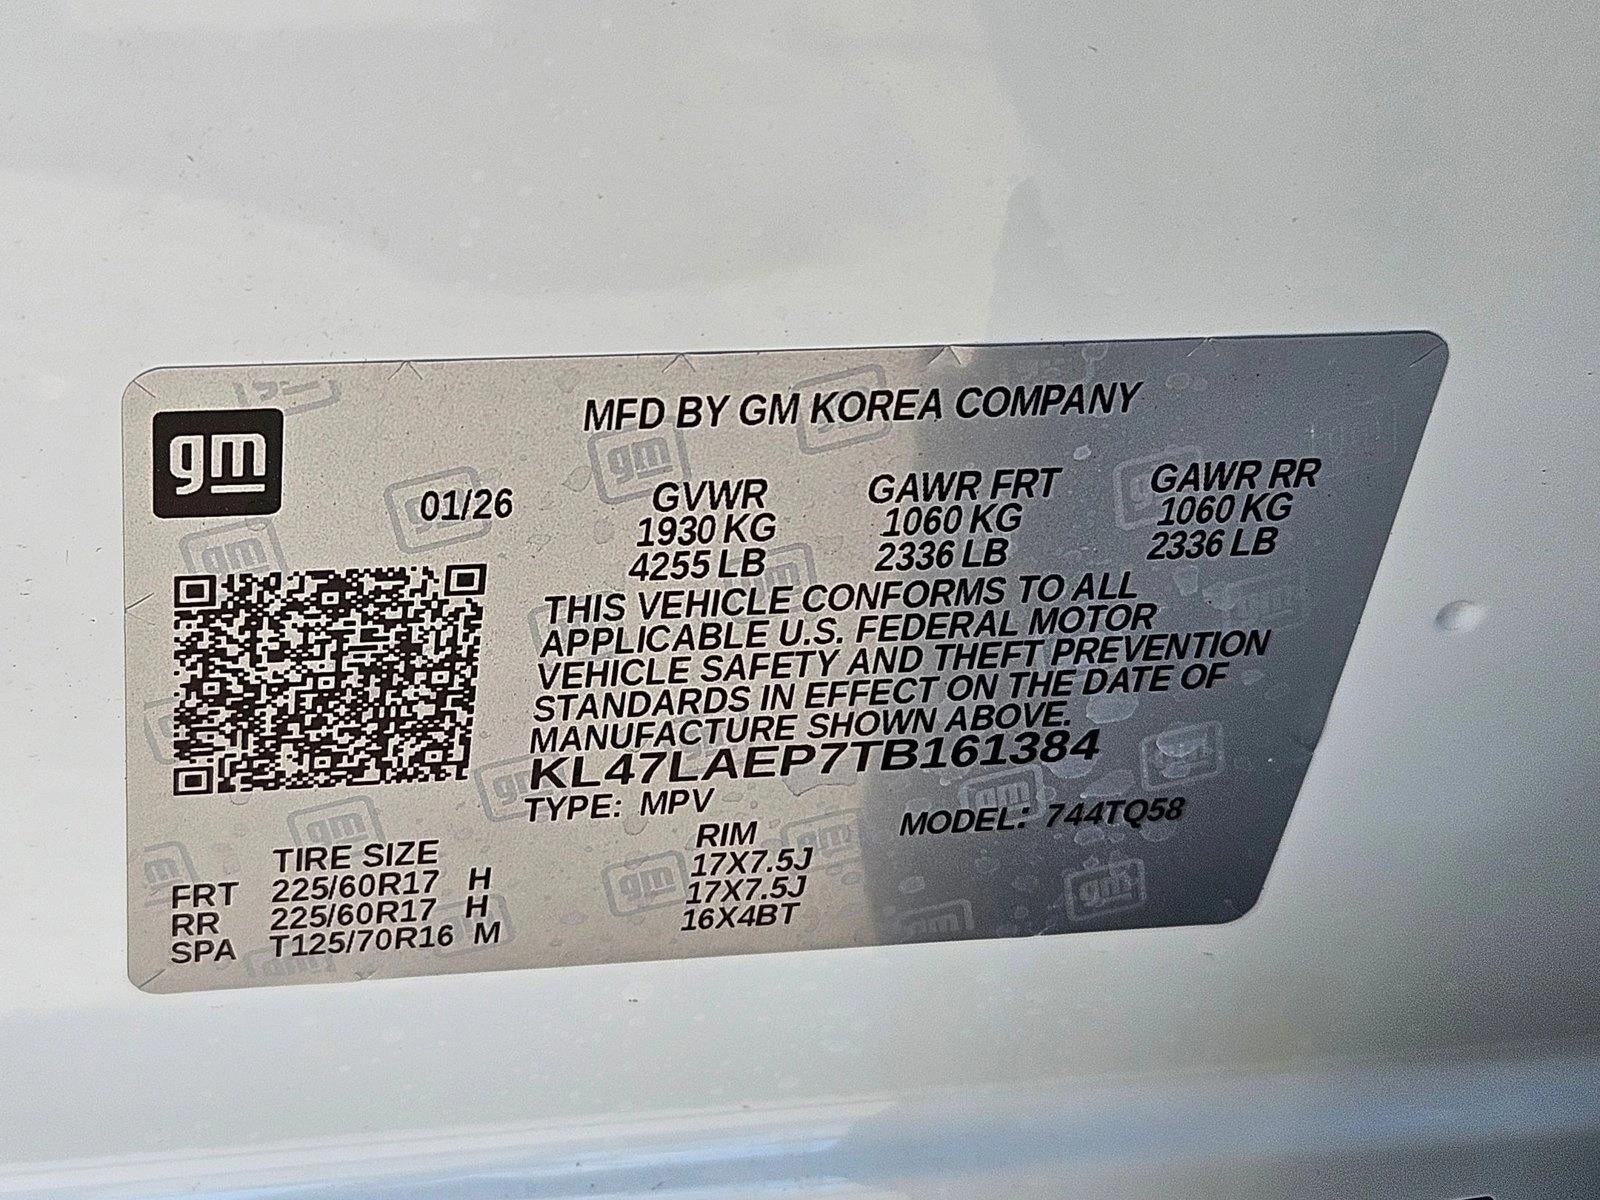 gm
MFD BY GM KOREA COMPANY
01/26 GVWR GAWR FRT GAWR RR
1930 KG 1060 KG 1060 KG
4255 LB 2336 LB 2336 LB
THIS VEHICLE CONFORMS TO ALL
APPLICABLE U.S. FEDERAL MOTOR
VEHICLE SAFETY AND THEFT PREVENTION
STANDARDS IN EFFECT ON THE DATE OF
MANUFACTURE SHOWN ABOVE.
KL47LAEP7TB161384
TYPE: MPV MODEL: 744TQ58
TIRE SIZE RIM
FRT 225/60R17 H 17X7.5J
RR 225/60R17 H 17X7.5J
SPA T125/70R16 M 16X4BT